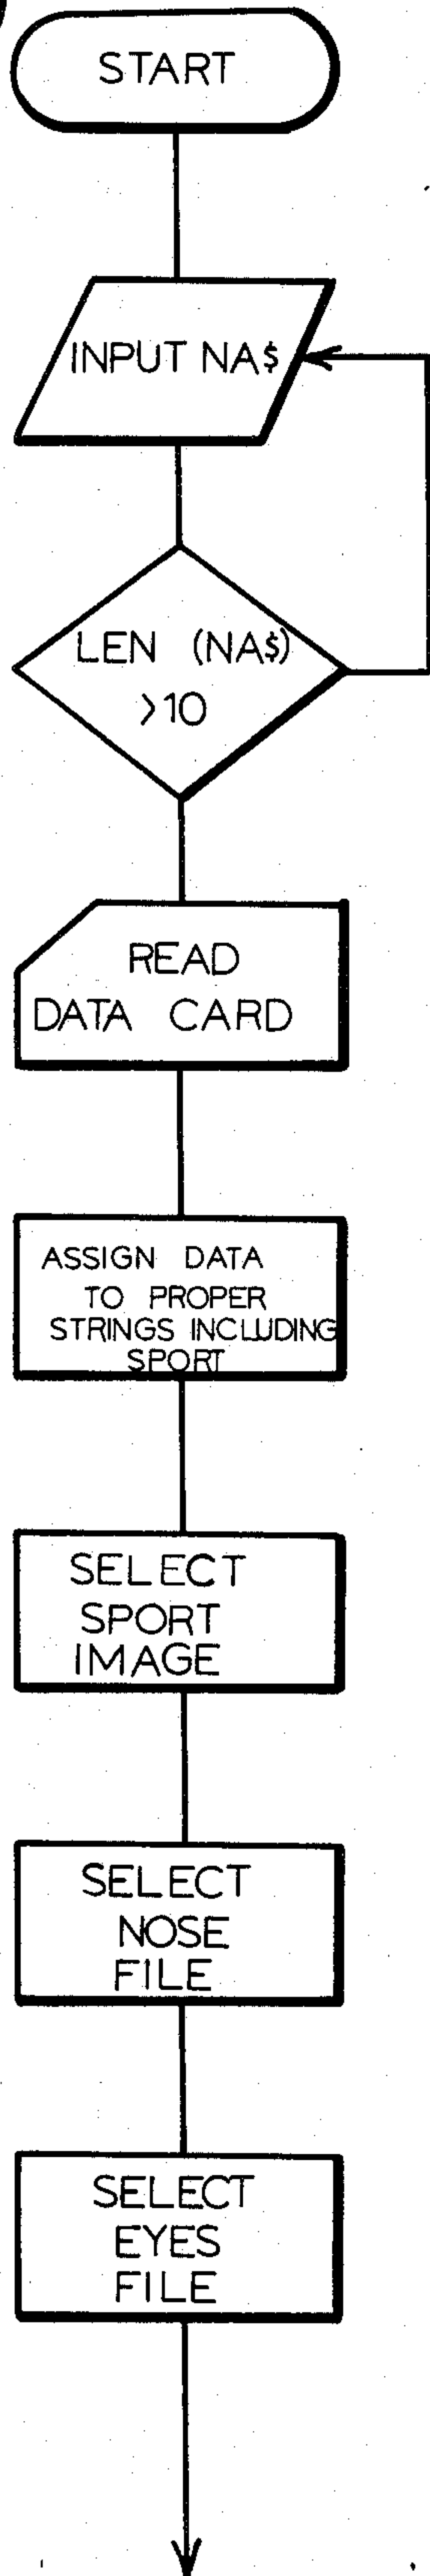 START
INPUT NA$
LEN (NA$)
>10
READ
DATA CARD
ASSIGN DATA
TO PROPER
STRINGS INCLUDING
SPORT
SELECT
SPORT
IMAGE
SELECT
NOSE
FILE
SELECT
EYES
FILE